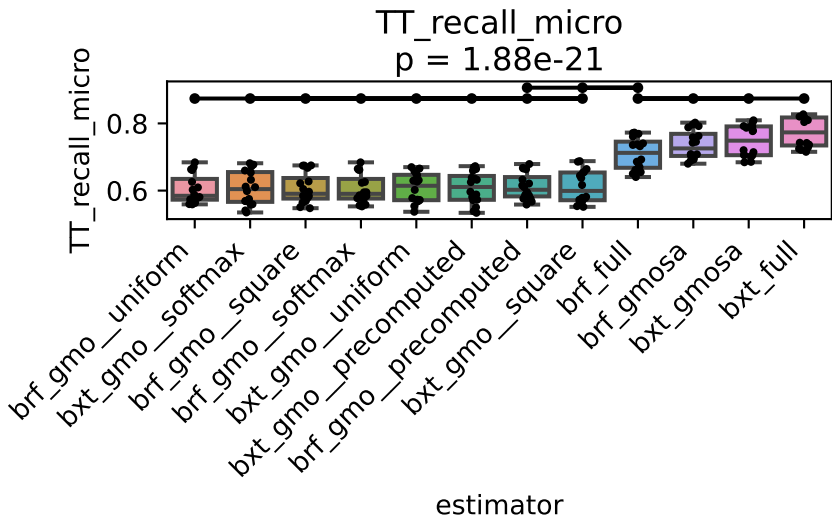 TT_recall_micro
p = 1.88e-21
TT_recall_micro
0.8
0.6
brf_gmo__uniform
bxt_gmo__softmax
brf_gmo__square
brf_gmo__softmax
bxt_gmo__uniform
bxt_gmo__precomputed
brf_gmo__precomputed
bxt_gmo__square
brf_full
brf_gmosa
bxt_gmosa
bxt_full
estimator